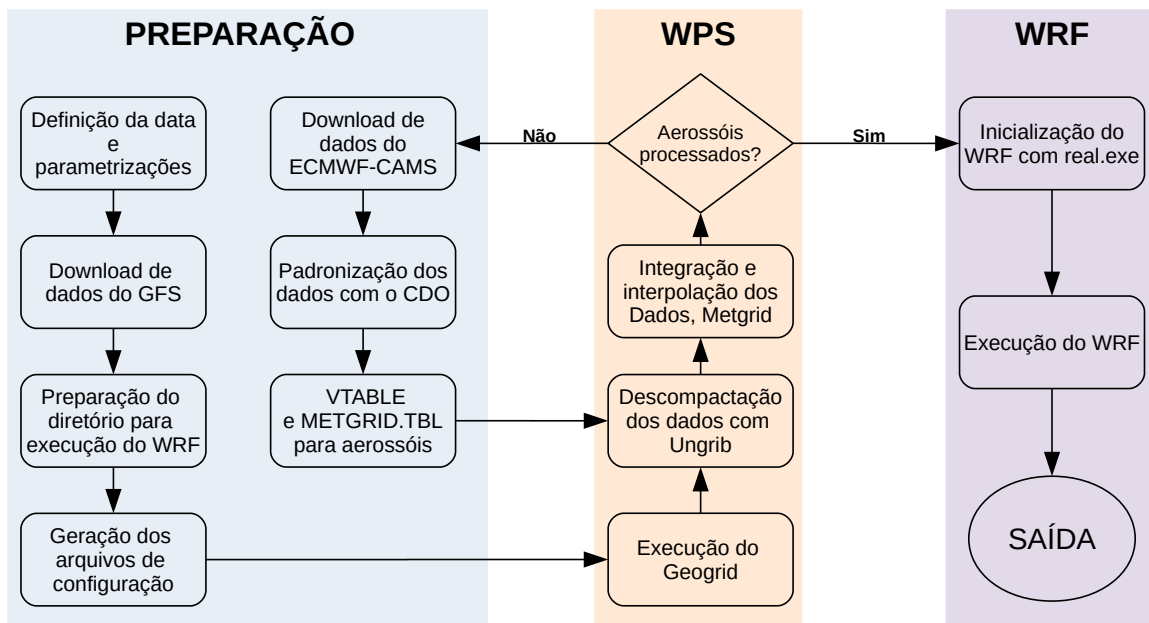 PREPARAÇÃO
Definição da data
e
parametrizações
Download de
dados do GFS
Preparação do
diretório para
execução do WRF
Geração dos
arquivos de
configuração
Download de
dados do
ECMWF-CAMS
Padronização dos
dados com o CDO
VTABLE
e METGRID.TBL
para aerossóis
Não
WPS
Aerossóis
processados?
Integração e
interpolação dos
Dados, Metgrid
Descompactação
dos dados com
Ungrib
Execução do
Geogrid
Sim
WRF
Inicialização do
WRF com real.exe
Execução do WRF
SAÍDA